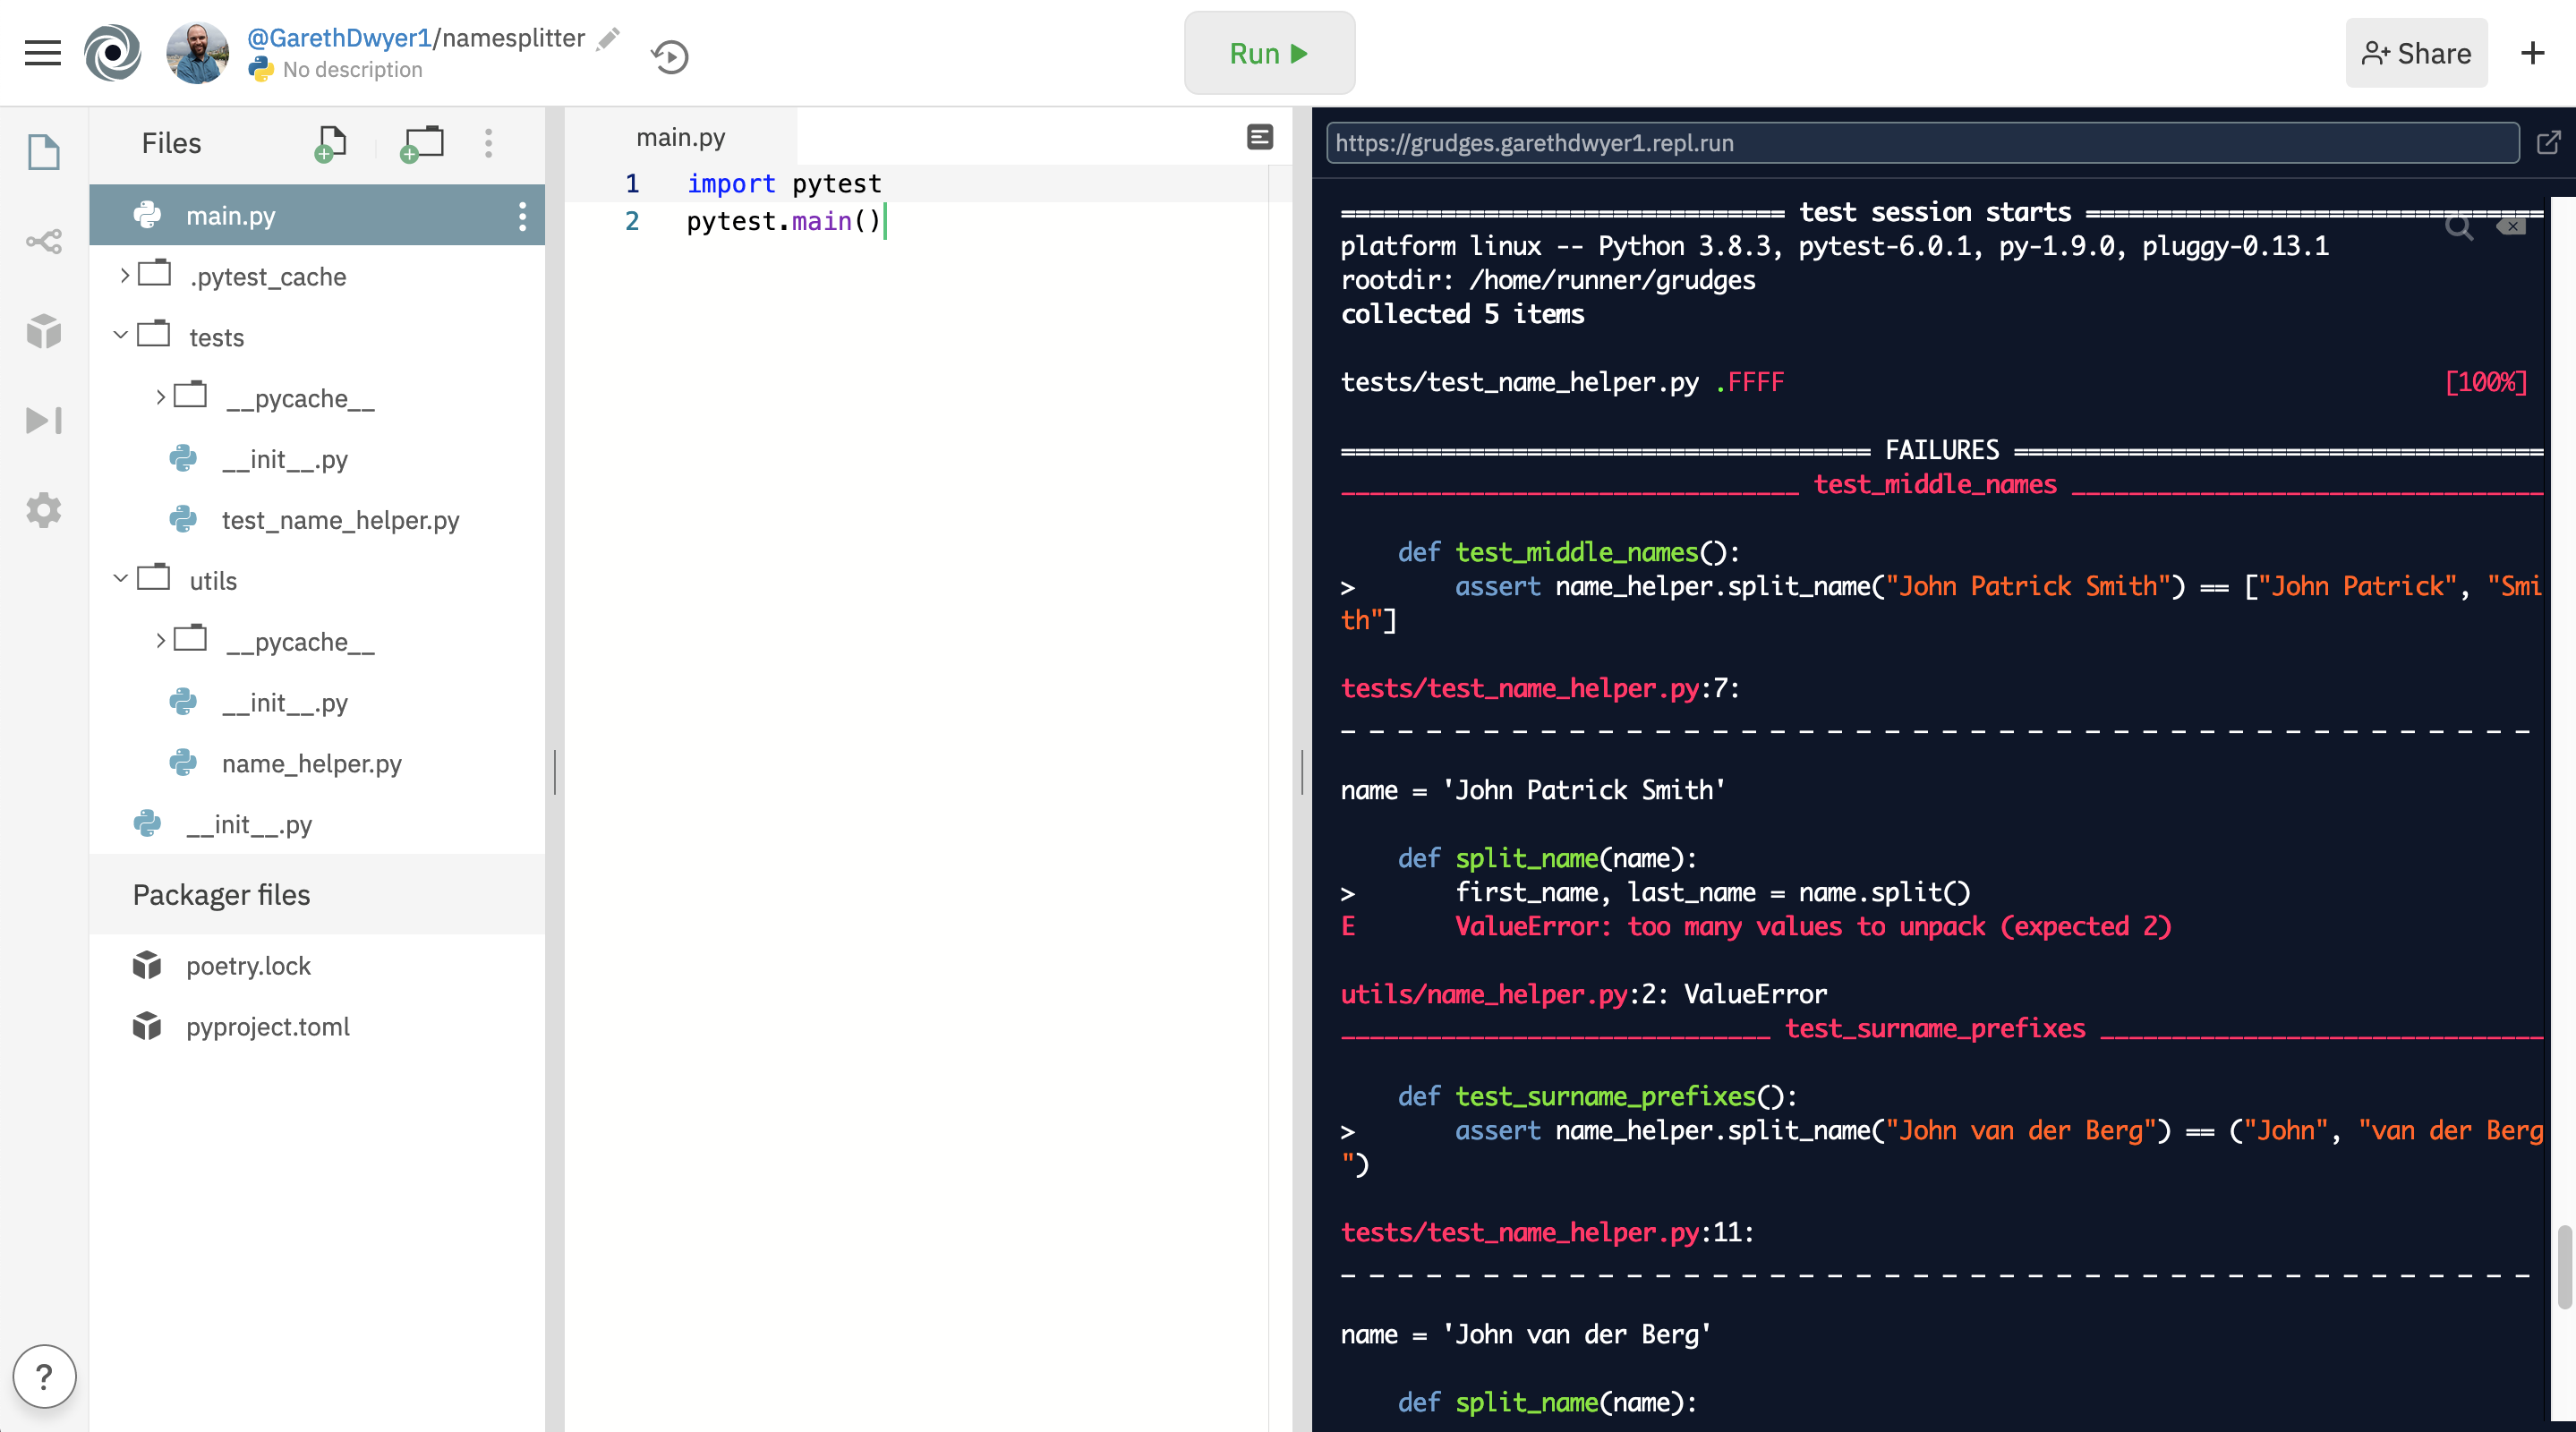 @GarethDwyer1/namesplitter
No description
Run
Share
Files
main.py
.pytest_cache
tests
__pycache__
__init__.py
test_name_helper.py
utils
__pycache__
__init__.py
name_helper.py
__init__.py
Packager files
poetry.lock
pyproject.toml
?
main.py
1 import pytest
2 pytest.main()
https://grudges.garethdwyer1.repl.run
=============================== test session starts ================================
platform linux -- Python 3.8.3, pytest-6.0.1, py-1.9.0, pluggy-0.13.1
rootdir: /home/runner/grudges
collected 5 items
tests/test_name_helper.py .FFFF [100%]
===================================== FAILURES =====================================
________________________________ test_middle_names _________________________________
def test_middle_names():
> assert name_helper.split_name("John Patrick Smith") == ["John Patrick", "Smi
th"]
tests/test_name_helper.py:7:
_ _ _ _ _ _ _ _ _ _ _ _ _ _ _ _ _ _ _ _ _ _ _ _ _ _ _ _ _ _ _ _ _ _ _ _ _ _ _ _ _ _
name = 'John Patrick Smith'
def split_name(name):
> first_name, last_name = name.split()
E ValueError: too many values to unpack (expected 2)
utils/name_helper.py:2: ValueError
______________________________ test_surname_prefixes _______________________________
def test_surname_prefixes():
> assert name_helper.split_name("John van der Berg") == ("John", "van der Berg
")
tests/test_name_helper.py:11:
_ _ _ _ _ _ _ _ _ _ _ _ _ _ _ _ _ _ _ _ _ _ _ _ _ _ _ _ _ _ _ _ _ _ _ _ _ _ _ _ _ _
name = 'John van der Berg'
def split_name(name):